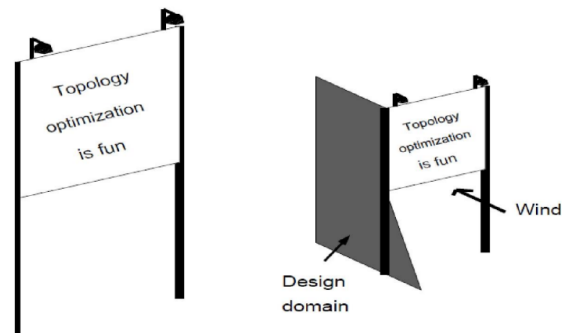 Topology
optimization
is fun
Topology
optimization
is fun
Wind
Design
domain